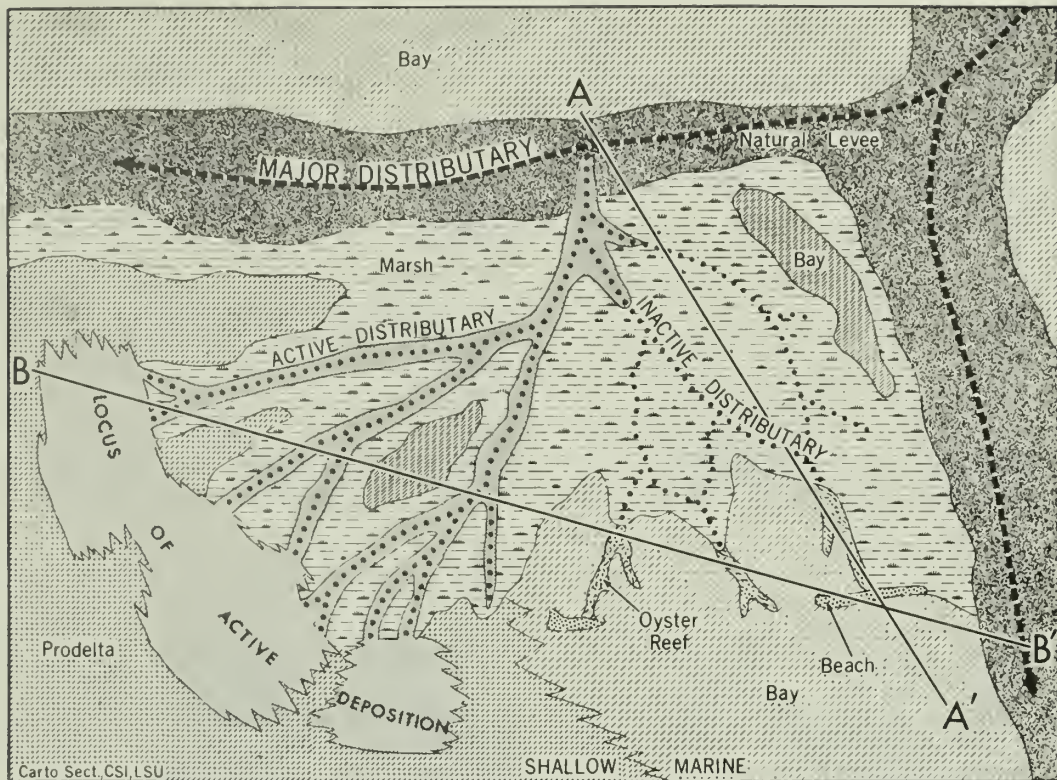 Bay
A
Natural Levee
MAJOR DISTRIBUTARY
Bay
Marsh
ACTIVE DISTRIBUTARY
INACTIVE DISTRIBUTARY
B
LOCUS OF ACTIVE DEPOSITION
Oyster
Reef
Prodelta
Beach
B'
Bay
A'
SHALLOW MARINE
Carto Sect., CSI, LSU